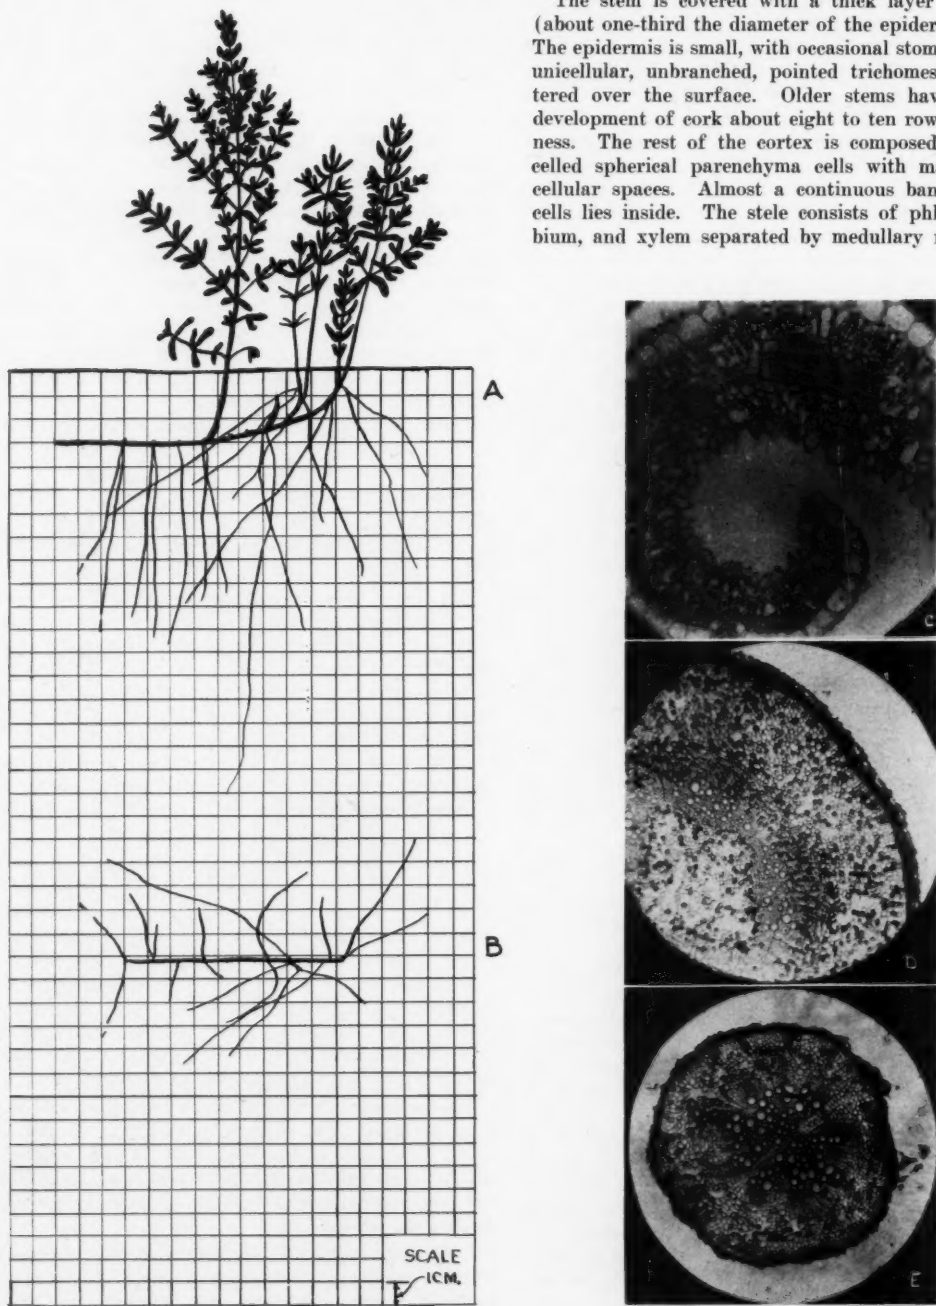 The stem is covered with a thick layer
(about one-third the diameter of the epider
The epidermis is small, with occasional stom
unicellular, unbranched, pointed trichomes
tered over the surface. Older stems hav
development of cork about eight to ten row
ness. The rest of the cortex is composed
celled spherical parenchyma cells with m
cellular spaces. Almost a continuous ban
cells lies inside. The stele consists of phl
bium, and xylem separated by medullary
A
C
B
D
SCALE
1CM.
E